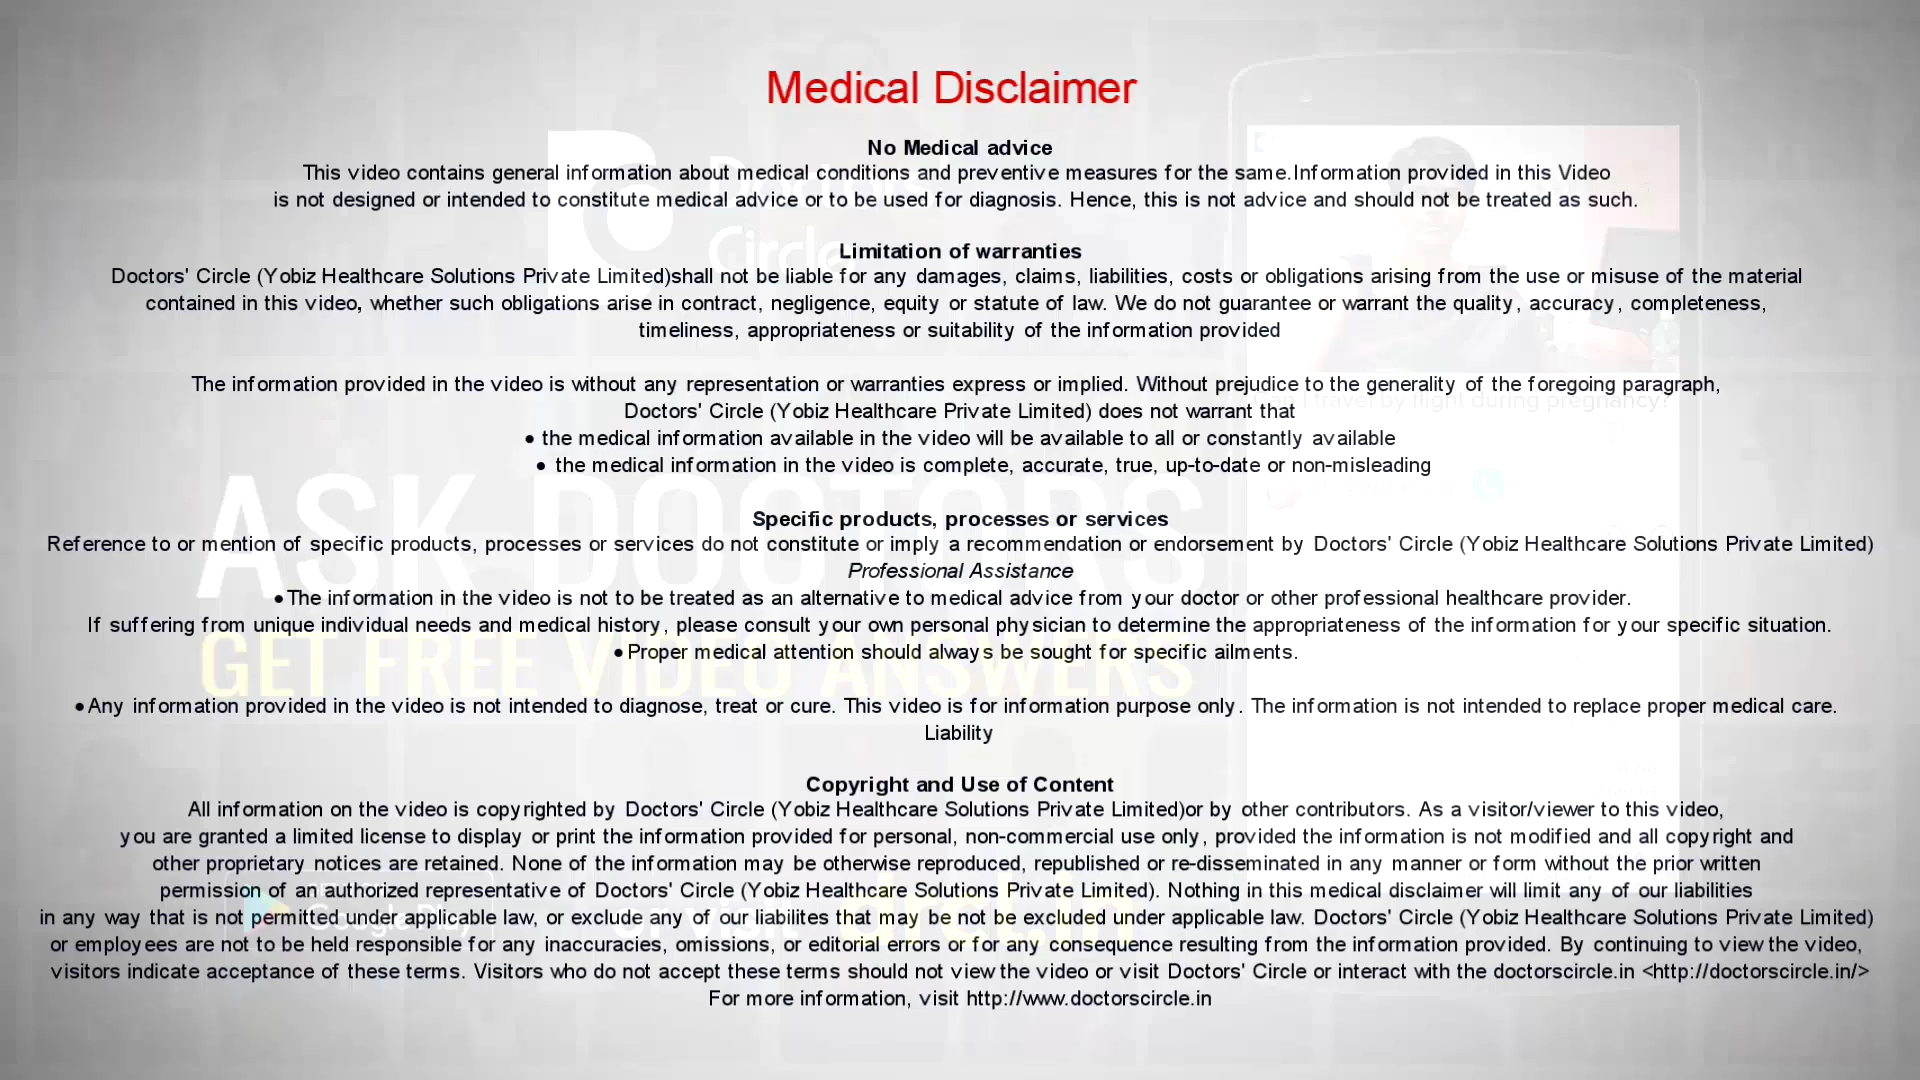 Medical Disclaimer
No Medical advice
This video contains general information about medical conditions and preventive measures for the same.Information provided in this Video
is not designed or intended to constitute medical advice or to be used for diagnosis. Hence, this is not advice and should not be treated as such.
Limitation of warranties
Doctors' Circle (Yobiz Healthcare Solutions Private Limited)shall not be liable for any damages, claims, liabilities, costs or obligations arising from the use or misuse of the material
contained in this video, whether such obligations arise in contract, negligence, equity or statute of law. We do not guarantee or warrant the quality, accuracy, completeness,
timeliness, appropriateness or suitability of the information provided
The information provided in the video is without any representation or warranties express or implied. Without prejudice to the generality of the foregoing paragraph,
Doctors' Circle (Yobiz Healthcare Private Limited) does not warrant that
Can I travel by flight during pregnancy?
• the medical information available in the video will be available to all or constantly available
• the medical information in the video is complete, accurate, true, up-to-date or non-misleading
ASK DOCTORS
Specific products, processes or services
Reference to or mention of specific products, processes or services do not constitute or imply a recommendation or endorsement by Doctors' Circle (Yobiz Healthcare Solutions Private Limited)
Professional Assistance
•The information in the video is not to be treated as an alternative to medical advice from your doctor or other professional healthcare provider.
If suffering from unique individual needs and medical history, please consult your own personal physician to determine the appropriateness of the information for your specific situation.
GET FREE VIDEO ANSWERS
•Proper medical attention should always be sought for specific ailments.
•Any information provided in the video is not intended to diagnose, treat or cure. This video is for information purpose only. The information is not intended to replace proper medical care.
Liability
Copyright and Use of Content
All information on the video is copyrighted by Doctors' Circle (Yobiz Healthcare Solutions Private Limited)or by other contributors. As a visitor/viewer to this video,
you are granted a limited license to display or print the information provided for personal, non-commercial use only, provided the information is not modified and all copyright and
other proprietary notices are retained. None of the information may be otherwise reproduced, republished or re-disseminated in any manner or form without the prior written
permission of an authorized representative of Doctors' Circle (Yobiz Healthcare Solutions Private Limited). Nothing in this medical disclaimer will limit any of our liabilities
in any way that is not permitted under applicable law, or exclude any of our liabilites that may be not be excluded under applicable law. Doctors' Circle (Yobiz Healthcare Solutions Private Limited)
Google Play
or visit drcl.in
or employees are not to be held responsible for any inaccuracies, omissions, or editorial errors or for any consequence resulting from the information provided. By continuing to view the video,
visitors indicate acceptance of these terms. Visitors who do not accept these terms should not view the video or visit Doctors' Circle or interact with the doctorscircle.in <http://doctorscircle.in/>
For more information, visit http://www.doctorscircle.in